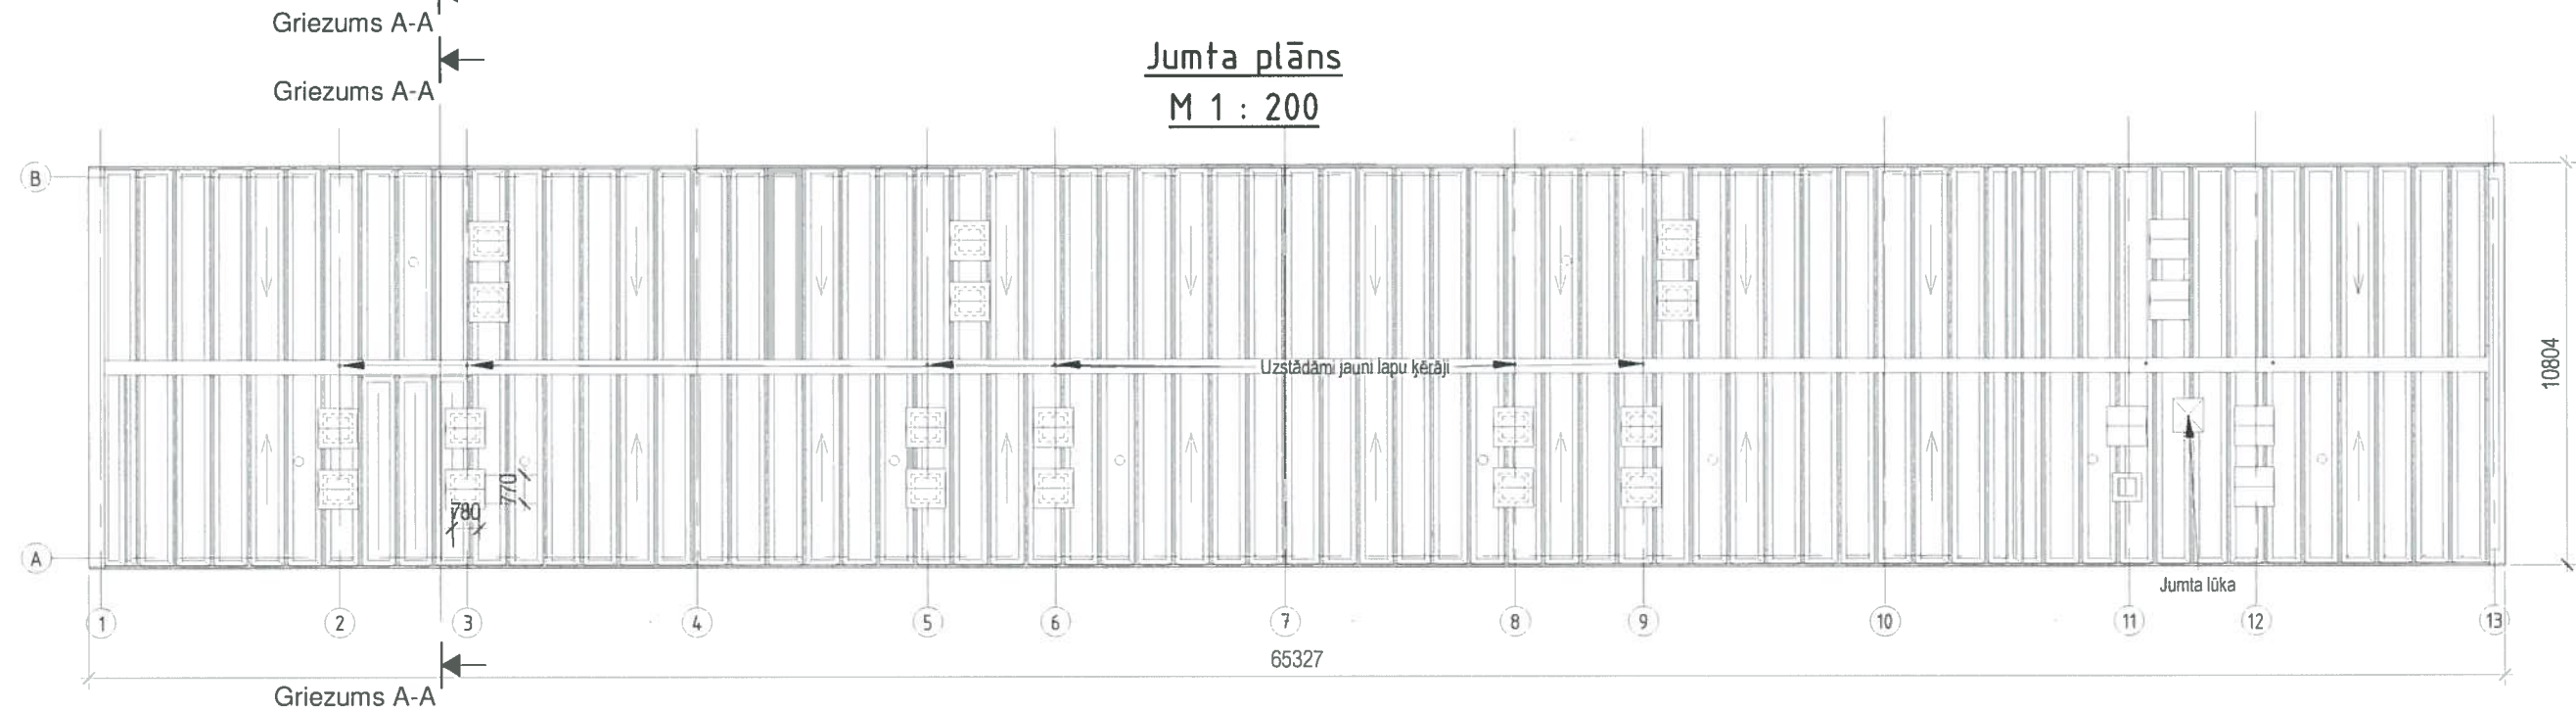 Griezums A-A
Griezums A-A
Jumta plāns
M 1 : 200
B
Uzstādāmi jauni lapu ķērāji
10804
770
780
A
Jumta lūka
1 2 3 4 5 6 7 8 9 10 11 12 13
65327
Griezums A-A